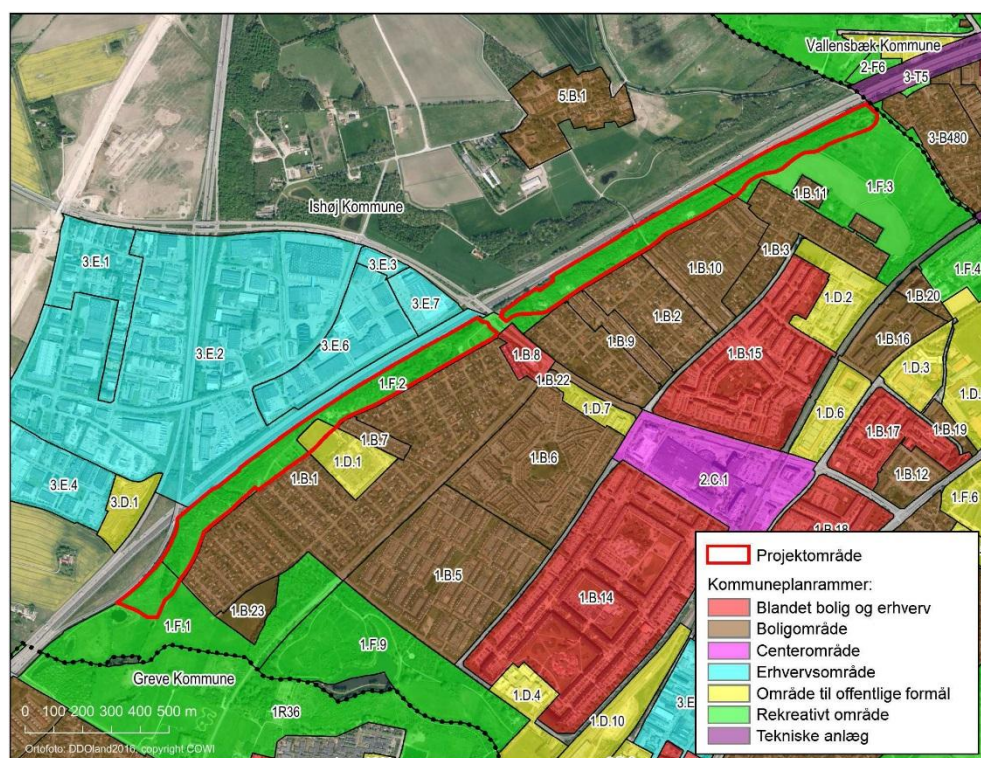 Vallensbæk Kommune
2-F6
3-T5
5.B.1
3-B480
1.F.3
1.B.11
Ishøj Kommune
3.E.1
3.E.3
3.E.7
1.B.3
1.B.10
1.F.4
1.D.2
1.B.20
3.E.2
3.E.6
1.B.2
1.B.9
1.B.16
1.B.8
1.B.15
1.D.3
1.F.2
1.B.22
1.D.
1.D.7
1.D.6
1.B.7
1.B.17
1.B.19
1.D.1
1.B.6
3.E.4
3.D.1
1.B.1
2.C.1
1.B.12
1.F.6
1.B.18
1.B.5
1.B.14
1.B.23
1.F.1
1.F.9
Greve Kommune
1R36
1.D.4
1.D.10
3.E
0 100 200 300 400 500 m
Ortofoto: DDOland2016, copyright COWI
Projektområde
Kommuneplanrammer:
Blandet bolig og erhverv
Boligområde
Centerområde
Erhvervsområde
Område til offentlige formål
Rekreativt område
Tekniske anlæg